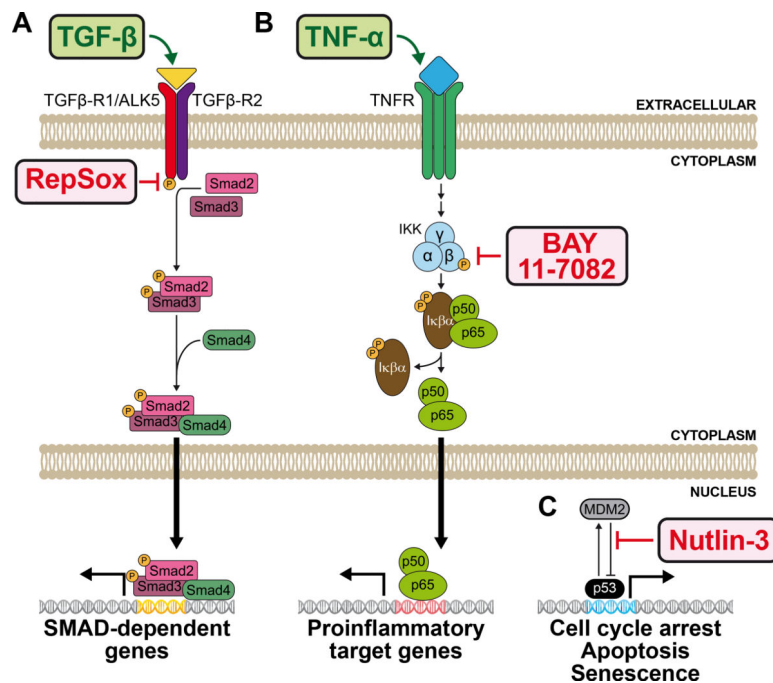 A
TGF-β
TGFβ-R1/ALK5
TGFβ-R2
RepSox
P
Smad2
Smad3
P
P
Smad2
Smad3
Smad4
P
P
Smad2
Smad3
Smad4
P
P
Smad2
Smad3
Smad4
SMAD-dependent
genes
B
TNF-α
TNFR
EXTRACELLULAR
CYTOPLASM
IKK
γ
α
β
P
BAY
11-7082
P
P
Iκβα
p50
p65
P
P
Iκβα
p50
p65
CYTOPLASM
NUCLEUS
p50
p65
Proinflammatory
target genes
C
MDM2
Nutlin-3
p53
Cell cycle arrest
Apoptosis
Senescence